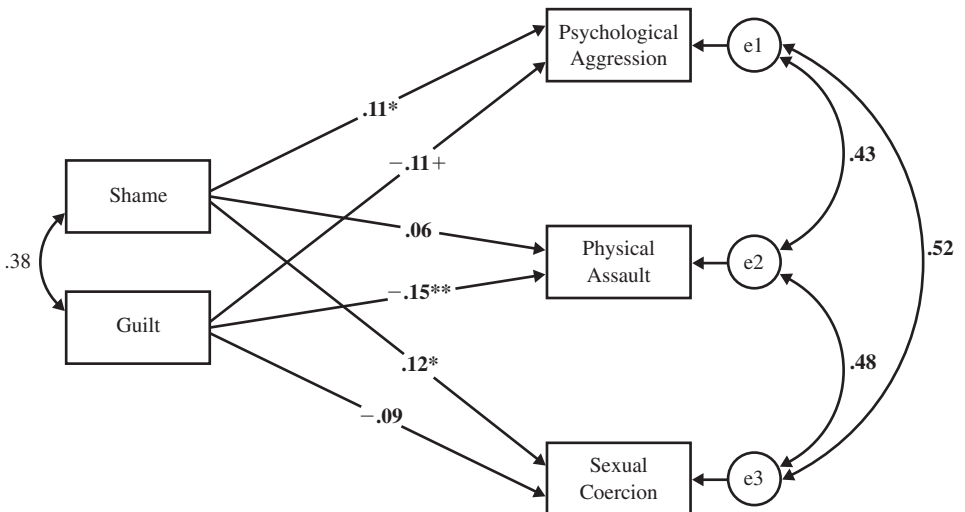 Psychological
Aggression
e1
.11*
−.11+
.43
Shame
.06
Physical
Assault
e2
.52
.38
−.15**
Guilt
.12*
.48
−.09
Sexual
Coercion
e3